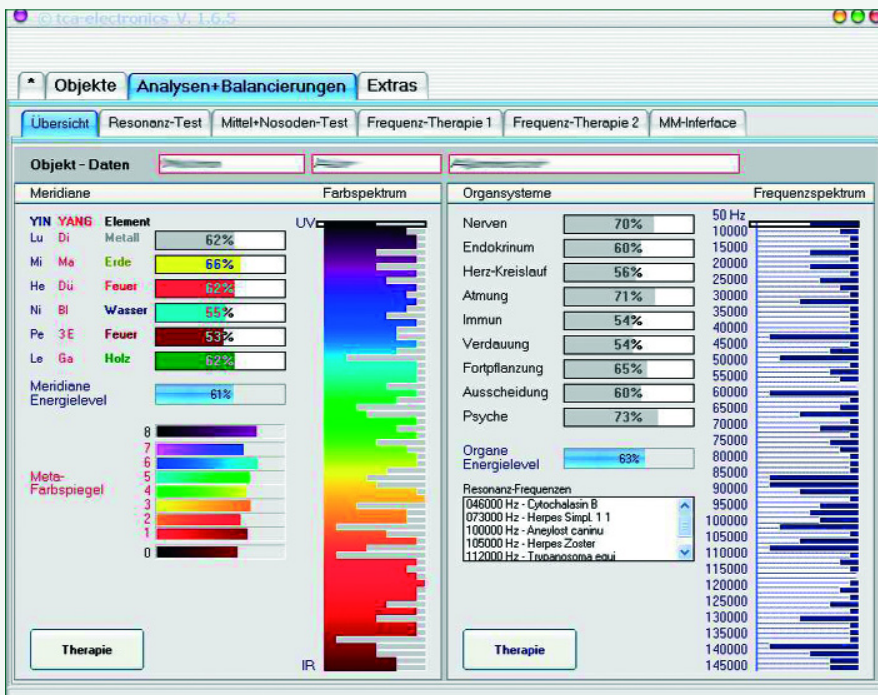 © tca-electronics V. 1.6.5
* Objekte Analysen+Balancierungen Extras
Übersicht Resonanz-Test Mittel+Nosoden-Test Frequenz-Therapie 1 Frequenz-Therapie 2 MM-Interface
Objekt - Daten
Meridiane Farbspektrum
YIN YANG Element
Lu Di Metall 62%
Mi Ma Erde 66%
He Dü Feuer 62%
Ni Bl Wasser 55%
Pe 3E Feuer 53%
Le Ga Holz 62%
Meridiane
Energielevel 61%
Meta-
Farbspiegel
8
7
6
5
4
3
2
1
0
Therapie
UV
IR
Organsysteme Frequenzspektrum
Nerven 70%
Endokrinum 60%
Herz-Kreislauf 56%
Atmung 71%
Immun 54%
Verdauung 54%
Fortpflanzung 65%
Ausscheidung 60%
Psyche 73%
Organe
Energielevel 63%
Resonanz-Frequenzen
046000 Hz - Cytochalasin B
073000 Hz - Herpes Simpl. 1 1
100000 Hz - Aneylost caninu
105000 Hz - Herpes Zoster
112000 Hz - Trypanosoma equi
Therapie
50 Hz
10000
15000
20000
25000
30000
35000
40000
45000
50000
55000
60000
65000
70000
75000
80000
85000
90000
95000
100000
105000
110000
115000
120000
125000
130000
135000
140000
145000